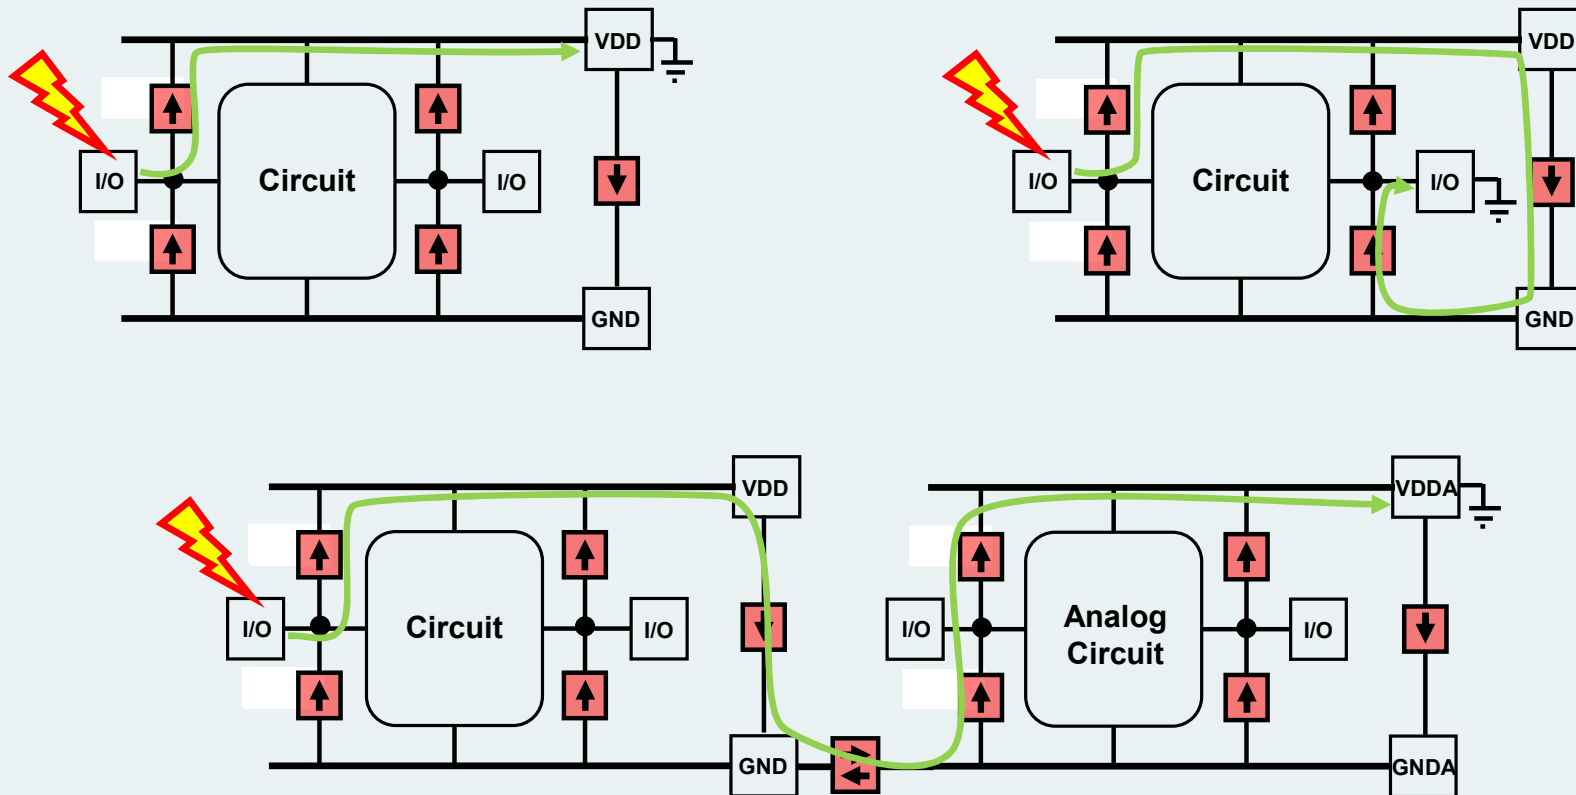 VDD
I/O
Circuit
I/O
GND
VDD
I/O
Circuit
I/O
GND
VDD
I/O
Circuit
I/O
GND
VDDA
I/O
Analog
Circuit
I/O
GNDA